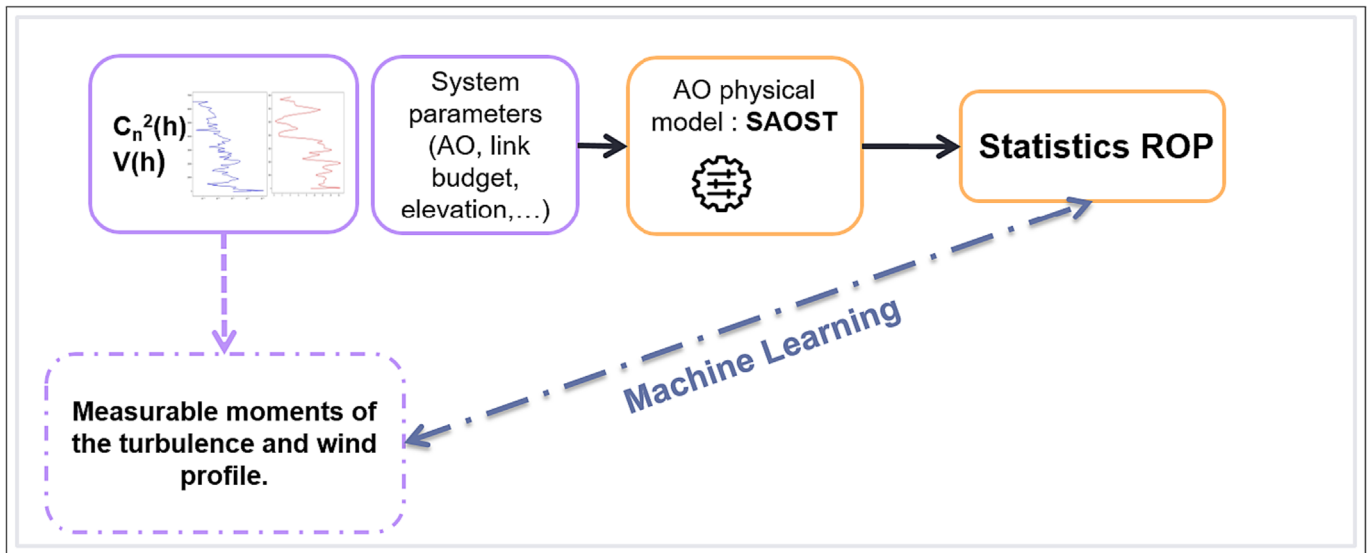 C_n²(h)
V(h)
System
parameters
(AO, link
budget,
elevation,…)
AO physical
model : SAOST
Statistics ROP
Machine Learning
Measurable moments of
the turbulence and wind
profile.